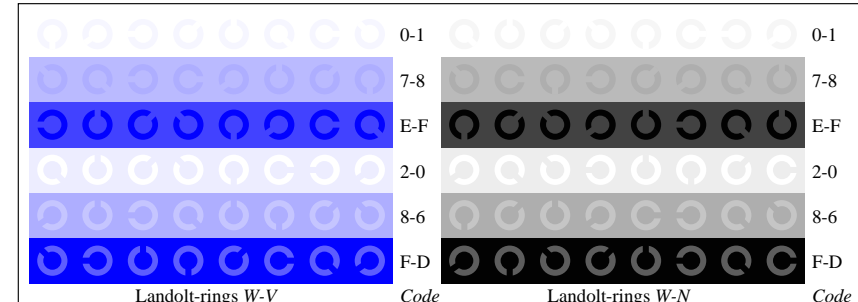 0-1 0-1
7-8 7-8
E-F E-F
2-0 2-0
8-6 8-6
F-D F-D
Landolt-rings W-V Code Landolt-rings W-N Code